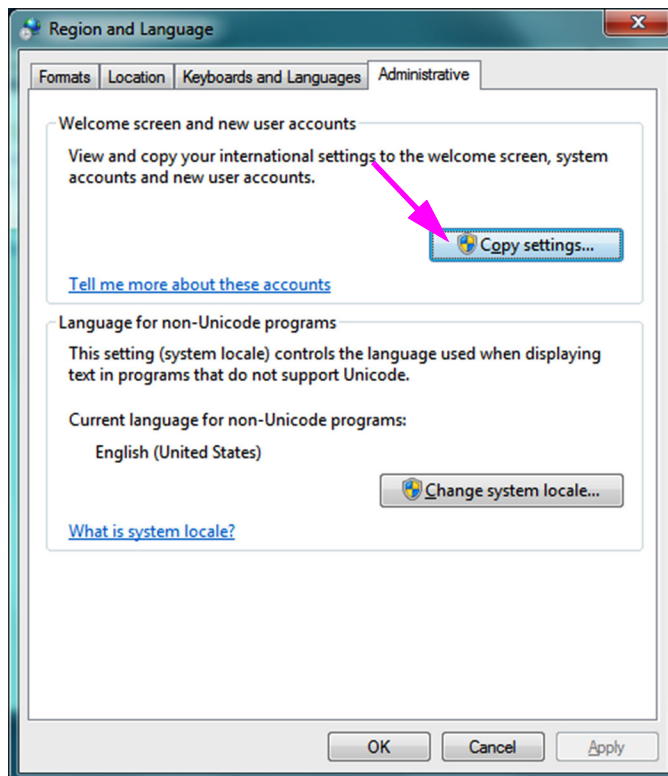 Region and Language
Formats Location Keyboards and Languages Administrative
Welcome screen and new user accounts
View and copy your international settings to the welcome screen, system
accounts and new user accounts.
Copy settings...
Tell me more about these accounts
Language for non-Unicode programs
This setting (system locale) controls the language used when displaying
text in programs that do not support Unicode.
Current language for non-Unicode programs:
English (United States)
Change system locale...
What is system locale?
OK Cancel Apply